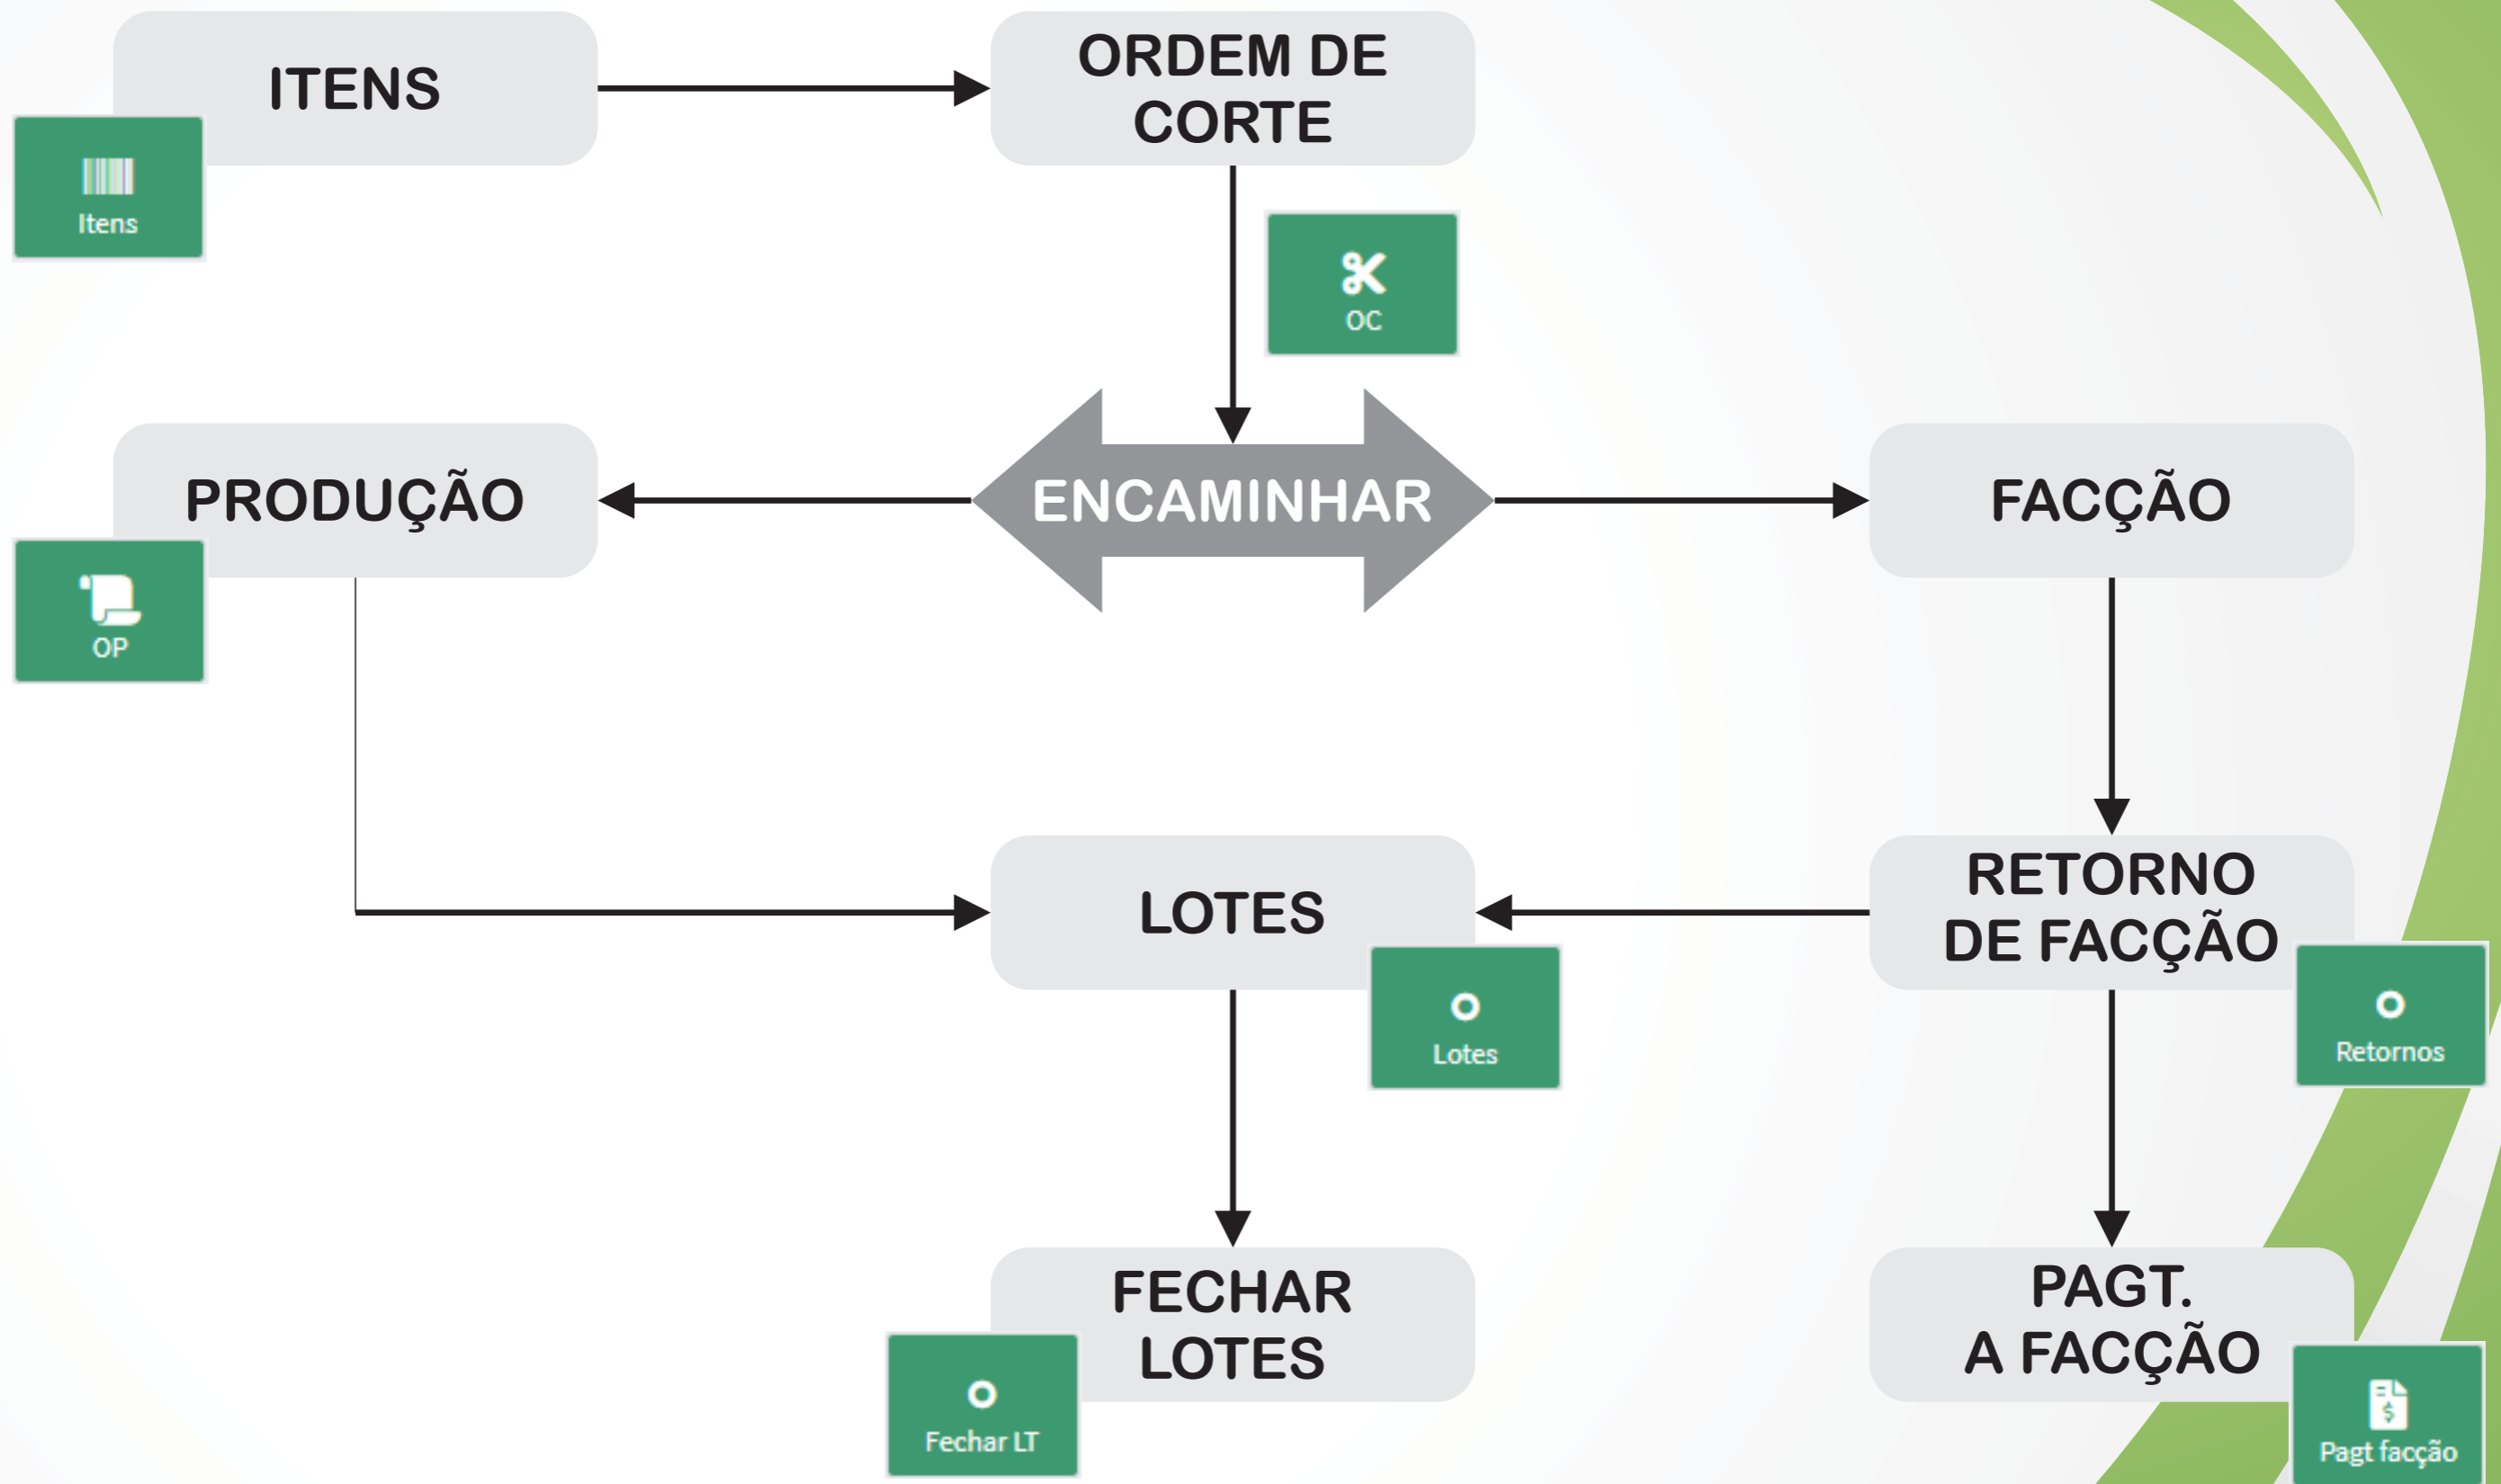 ITENS
Itens
ORDEM DE
CORTE
OC
PRODUÇÃO
OP
ENCAMINHAR
FACÇÃO
LOTES
Lotes
RETORNO
DE FACÇÃO
Retornos
FECHAR
LOTES
Fechar LT
PAGT.
A FACÇÃO
Pagt facção